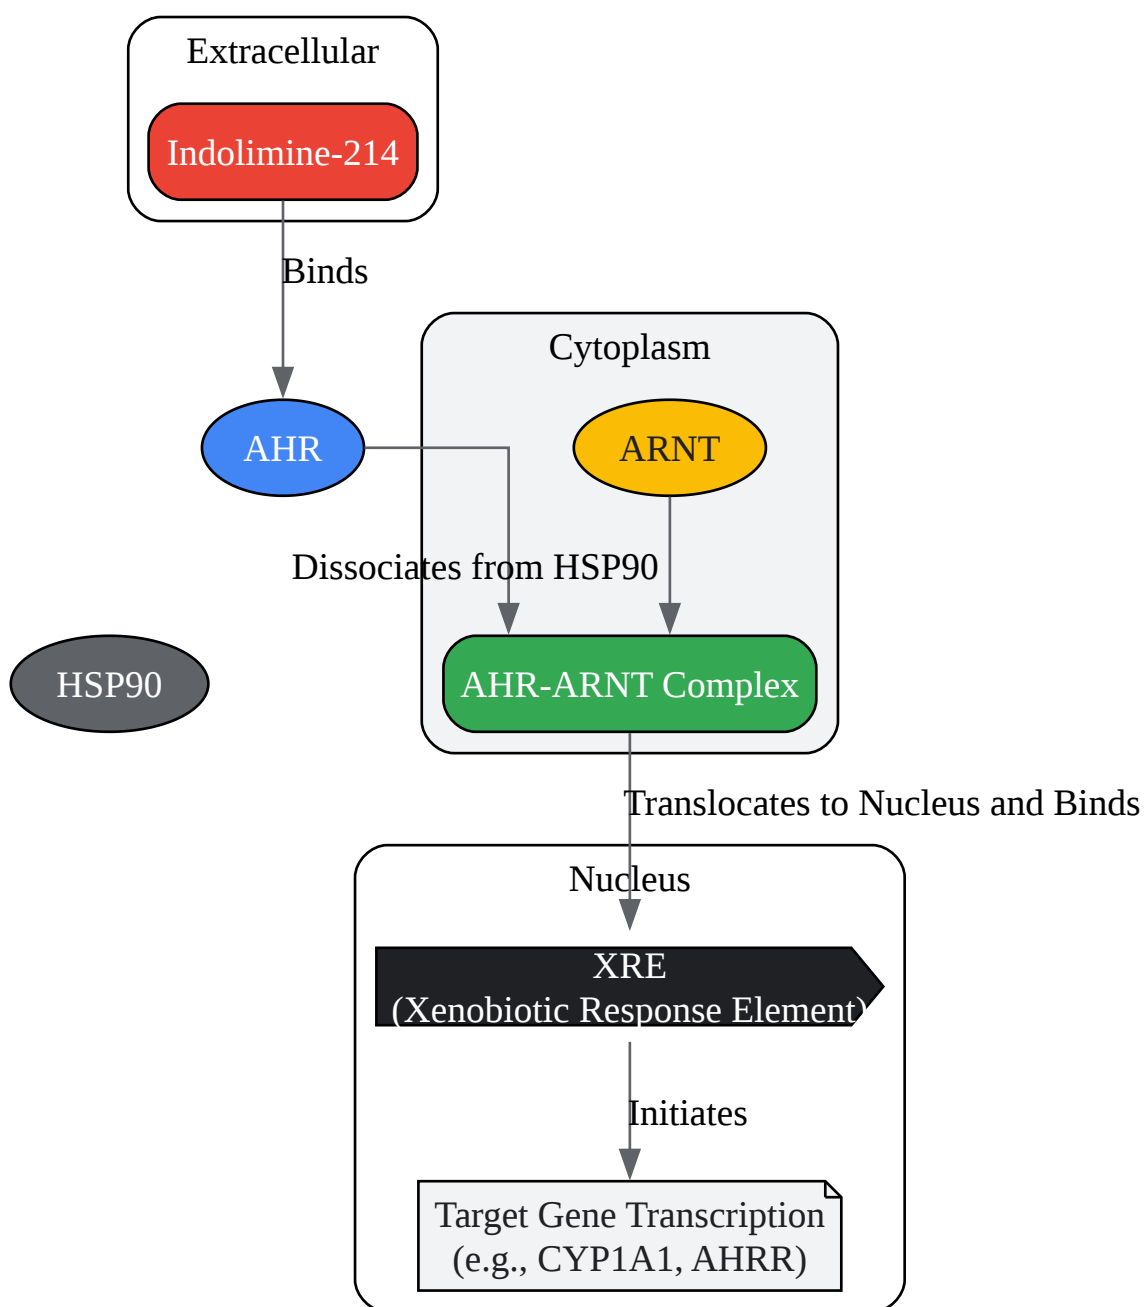 Extracellular
Indolimine-214
Binds
Cytoplasm
AHR
ARNT
Dissociates from HSP90
HSP90
AHR-ARNT Complex
Translocates to Nucleus and Binds
Nucleus
XRE
(Xenobiotic Response Element)
Initiates
Target Gene Transcription
(e.g., CYP1A1, AHRR)